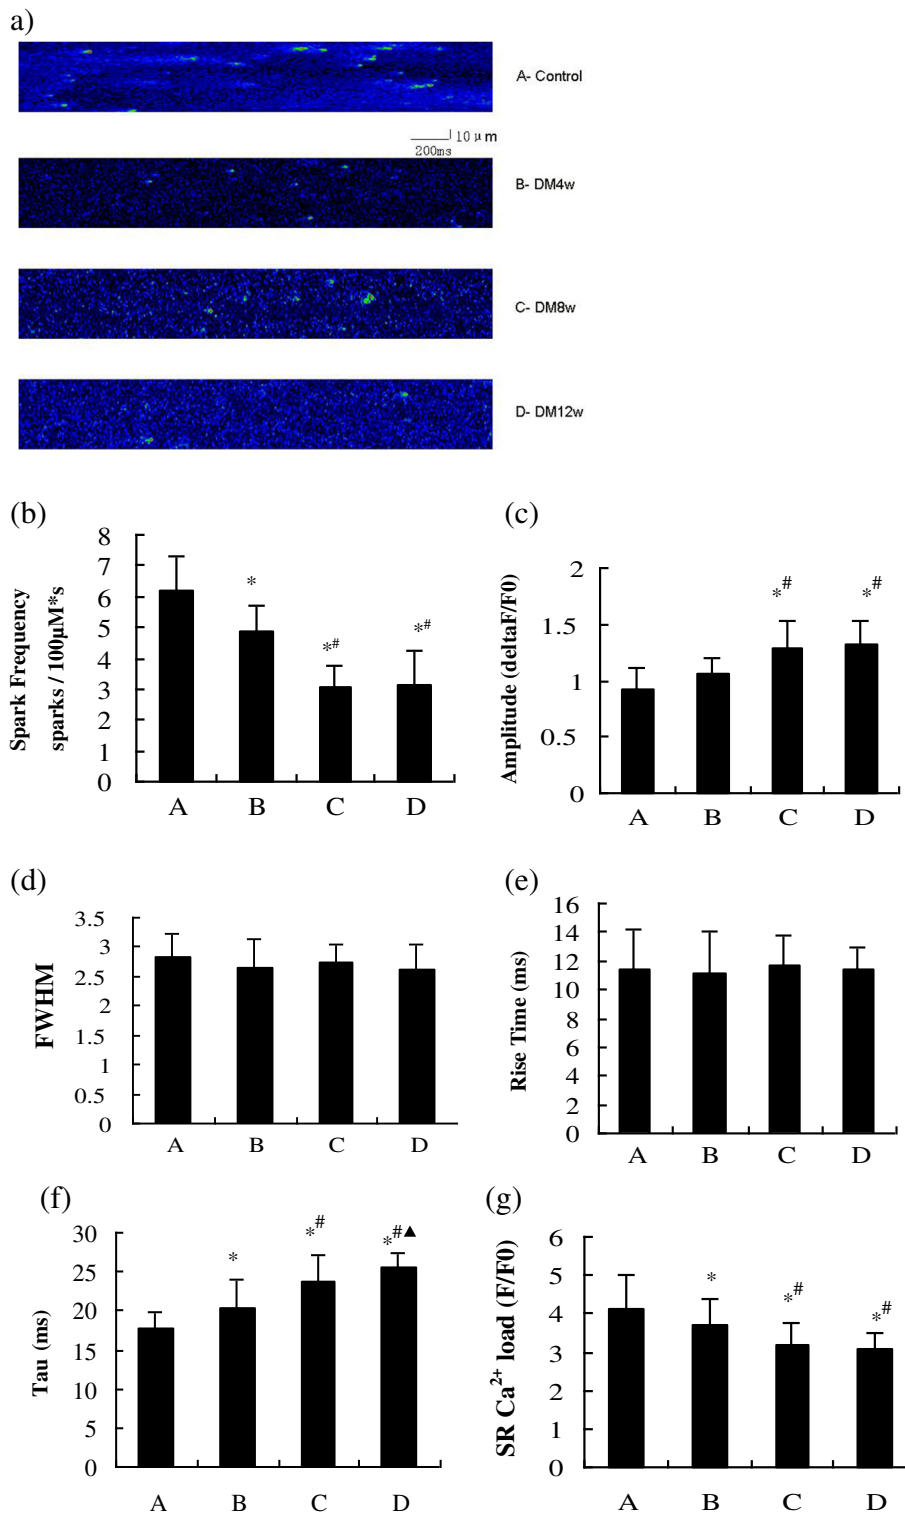 a)
A- Control
10 μm
200ms
B- DM4w
C- DM8w
D- DM12w
(b)
Spark Frequency
sparks / 100μM*s
8
7
6
5
4
3
2
1
0
*
*#
*#
A B C D
(c)
Amplitude (deltaF/F0)
2
1.5
1
0.5
0
*#
*#
A B C D
(d)
FWHM
3.5
3
2.5
2
1.5
1
0.5
0
A B C D
(e)
Rise Time (ms)
16
14
12
10
8
6
4
2
0
A B C D
(f)
Tau (ms)
30
25
20
15
10
5
0
*
*#
*#▲
A B C D
(g)
SR Ca²⁺ load (F/F0)
6
5
4
3
2
1
0
*
*#
*#
A B C D